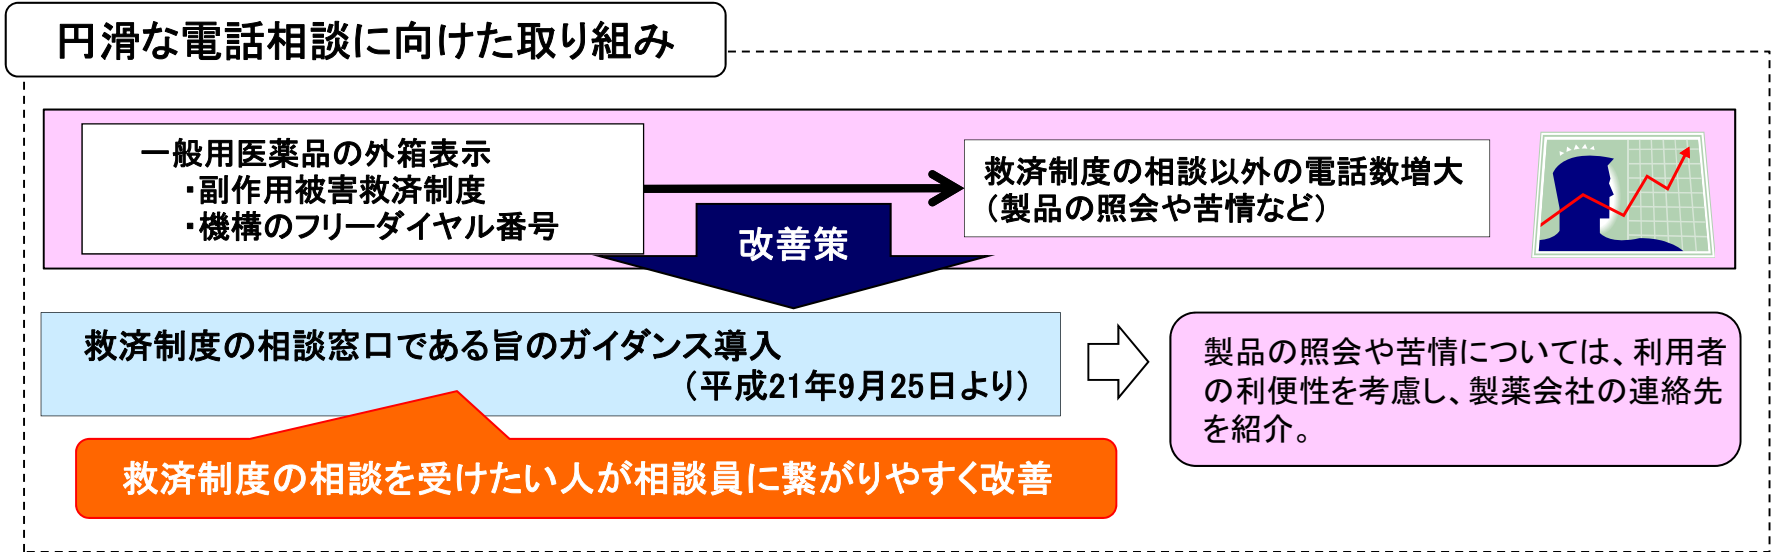 円滑な電話相談に向けた取り組み
一般用医薬品の外箱表示
・副作用被害救済制度
・機構のフリーダイヤル番号
救済制度の相談以外の電話数増大
（製品の照会や苦情など）
改善策
救済制度の相談窓口である旨のガイダンス導入
（平成21年9月25日より）
製品の照会や苦情については、利用者
の利便性を考慮し、製薬会社の連絡先
を紹介。
救済制度の相談を受けたい人が相談員に繋がりやすく改善